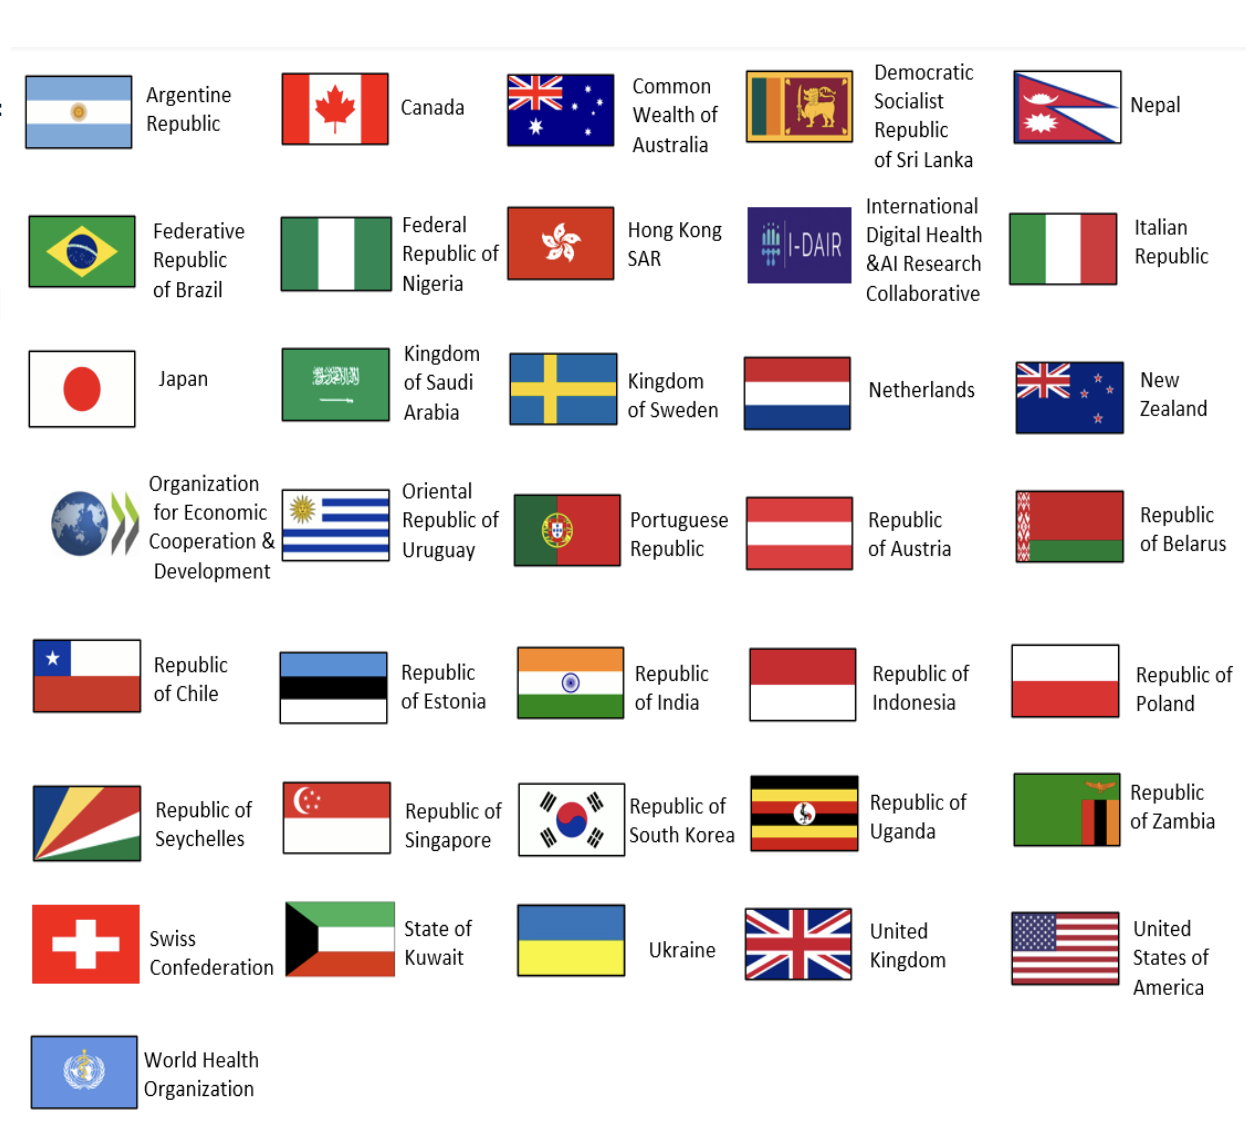 Argentine
Republic
Canada
Common
Wealth of
Australia
Democratic
Socialist
Republic
of Sri Lanka
Nepal
Federative
Republic
of Brazil
Federal
Republic of
Nigeria
Hong Kong
SAR
I-DAIR
International
Digital Health
&AI Research
Collaborative
Italian
Republic
Japan
Kingdom
of Saudi
Arabia
Kingdom
of Sweden
Netherlands
New
Zealand
Organization
for Economic
Cooperation &
Development
Oriental
Republic of
Uruguay
Portuguese
Republic
Republic
of Austria
Republic
of Belarus
Republic
of Chile
Republic
of Estonia
Republic
of India
Republic of
Indonesia
Republic of
Poland
Republic of
Seychelles
Republic of
Singapore
Republic of
South Korea
Republic of
Uganda
Republic
of Zambia
Swiss
Confederation
State of
Kuwait
Ukraine
United
Kingdom
United
States of
America
World Health
Organization